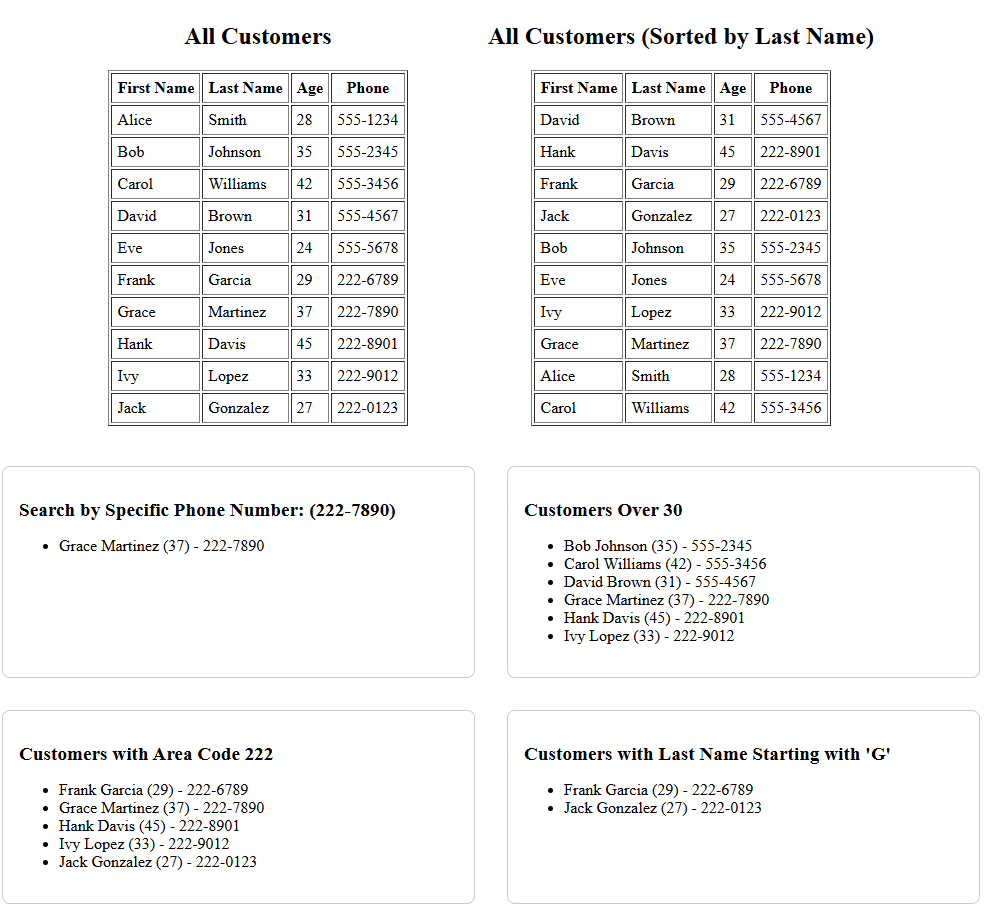 All Customers
First Name Last Name Age Phone
Alice Smith 28 555-1234
Bob Johnson 35 555-2345
Carol Williams 42 555-3456
David Brown 31 555-4567
Eve Jones 24 555-5678
Frank Garcia 29 222-6789
Grace Martinez 37 222-7890
Hank Davis 45 222-8901
Ivy Lopez 33 222-9012
Jack Gonzalez 27 222-0123
All Customers (Sorted by Last Name)
First Name Last Name Age Phone
David Brown 31 555-4567
Hank Davis 45 222-8901
Frank Garcia 29 222-6789
Jack Gonzalez 27 222-0123
Bob Johnson 35 555-2345
Eve Jones 24 555-5678
Ivy Lopez 33 222-9012
Grace Martinez 37 222-7890
Alice Smith 28 555-1234
Carol Williams 42 555-3456
Search by Specific Phone Number: (222-7890)
• Grace Martinez (37) - 222-7890
Customers Over 30
• Bob Johnson (35) - 555-2345
• Carol Williams (42) - 555-3456
• David Brown (31) - 555-4567
• Grace Martinez (37) - 222-7890
• Hank Davis (45) - 222-8901
• Ivy Lopez (33) - 222-9012
Customers with Area Code 222
• Frank Garcia (29) - 222-6789
• Grace Martinez (37) - 222-7890
• Hank Davis (45) - 222-8901
• Ivy Lopez (33) - 222-9012
• Jack Gonzalez (27) - 222-0123
Customers with Last Name Starting with 'G'
• Frank Garcia (29) - 222-6789
• Jack Gonzalez (27) - 222-0123